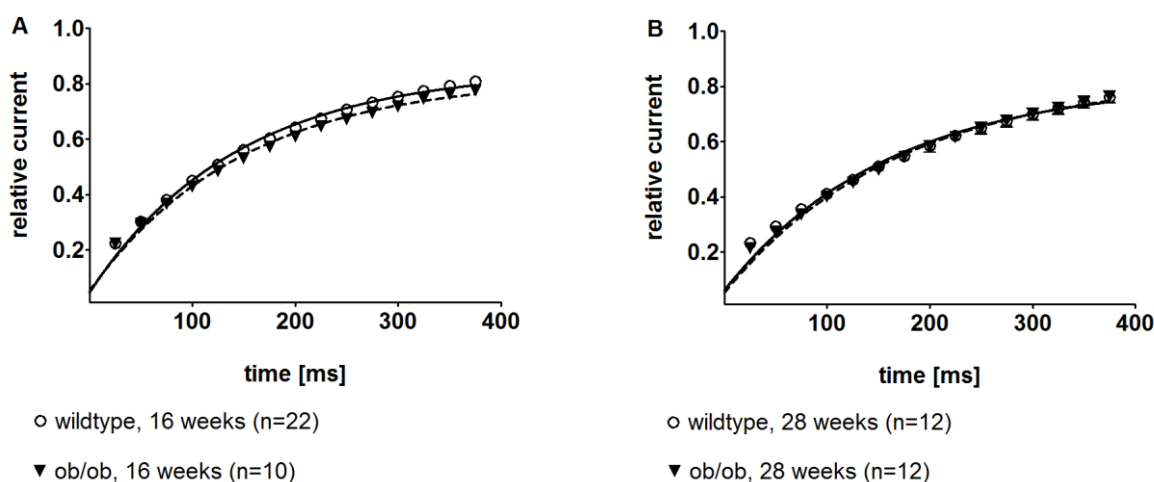 A
1.0
0.8
0.6
0.4
0.2
relative current
100 200 300 400
time [ms]
wildtype, 16 weeks (n=22)
ob/ob, 16 weeks (n=10)
B
1.0
0.8
0.6
0.4
0.2
relative current
100 200 300 400
time [ms]
wildtype, 28 weeks (n=12)
ob/ob, 28 weeks (n=12)